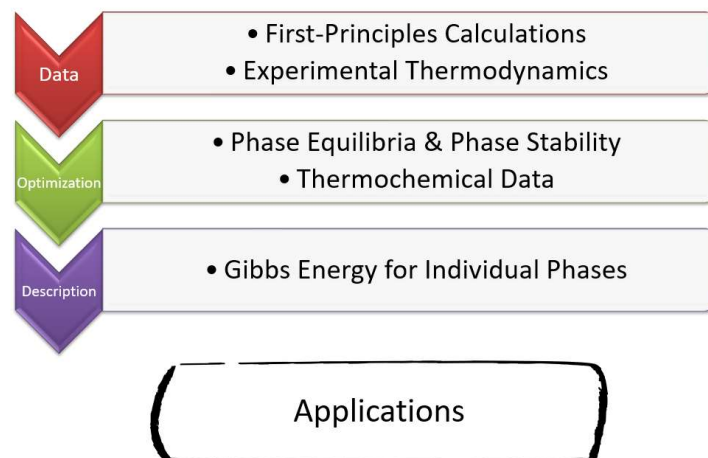 Data
• First-Principles Calculations
• Experimental Thermodynamics
Optimization
• Phase Equilibria & Phase Stability
• Thermochemical Data
Description
• Gibbs Energy for Individual Phases
Applications